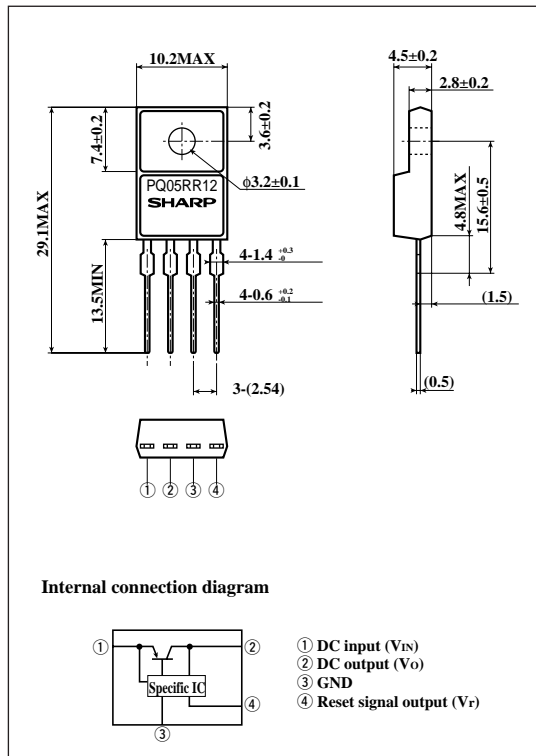 10.2MAX
4.5±0.2
2.8±0.2
7.4±0.2
3.6±0.2
29.1MAX
PQ05RR12
SHARP
ϕ3.2±0.1
4.8MAX
15.6±0.5
13.5MIN
4-1.4 +0.3 -0
4-0.6 +0.2 -0.1
(1.5)
3-(2.54)
(0.5)
① ② ③ ④
Internal connection diagram
①
②
Specific IC
④
③
① DC input (VIN)
② DC output (VO)
③ GND
④ Reset signal output (Vr)